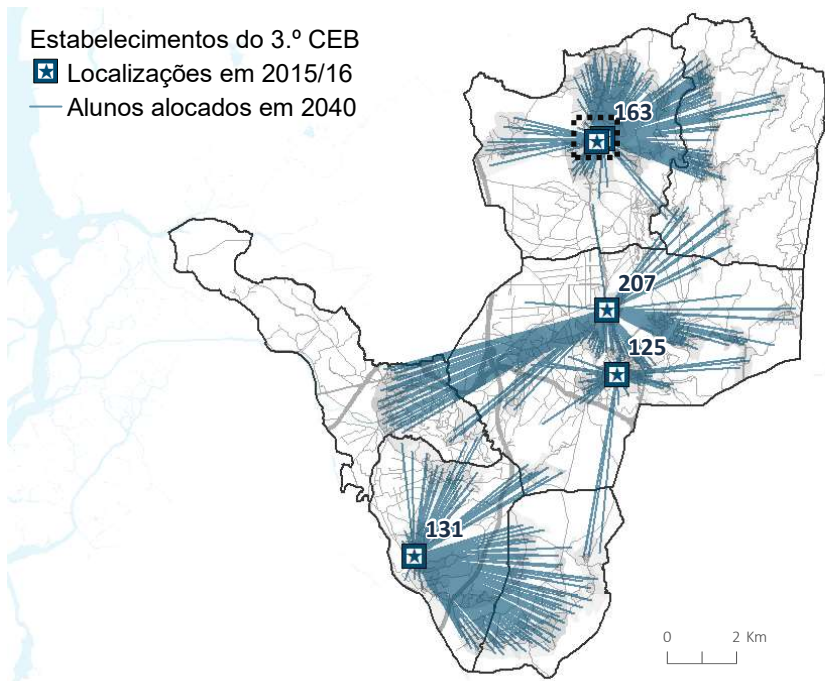 Estabelecimentos do 3.º CEB
Localizações em 2015/16
Alunos alocados em 2040
163
207
125
131
0 2 Km